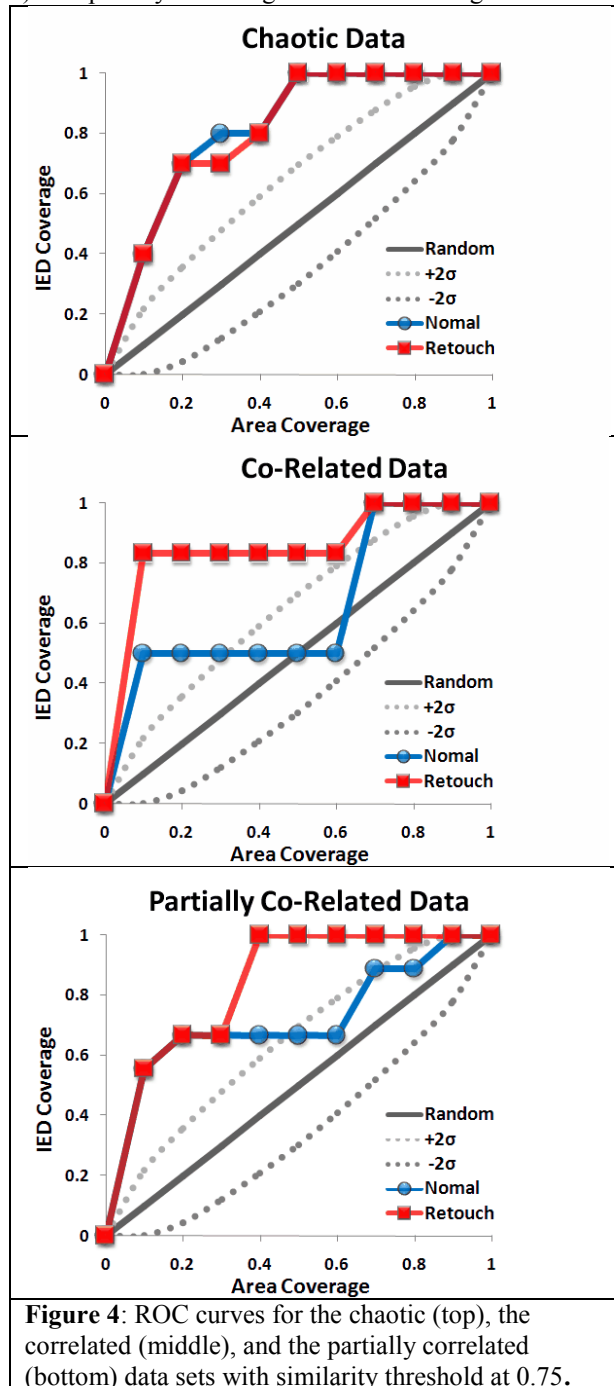 Chaotic Data
1
0.8
0.6
0.4
0.2
0
IED Coverage
0 0.2 0.4 0.6 0.8 1
Area Coverage
Random
+2σ
-2σ
Nomal
Retouch
Co-Related Data
1
0.8
0.6
0.4
0.2
0
IED Coverage
0 0.2 0.4 0.6 0.8 1
Area Coverage
Random
+2σ
-2σ
Nomal
Retouch
Partially Co-Related Data
1
0.8
0.6
0.4
0.2
0
IED Coverage
0 0.2 0.4 0.6 0.8 1
Area Coverage
Random
+2σ
-2σ
Nomal
Retouch
Figure 4: ROC curves for the chaotic (top), the
correlated (middle), and the partially correlated
(bottom) data sets with similarity threshold at 0.75.